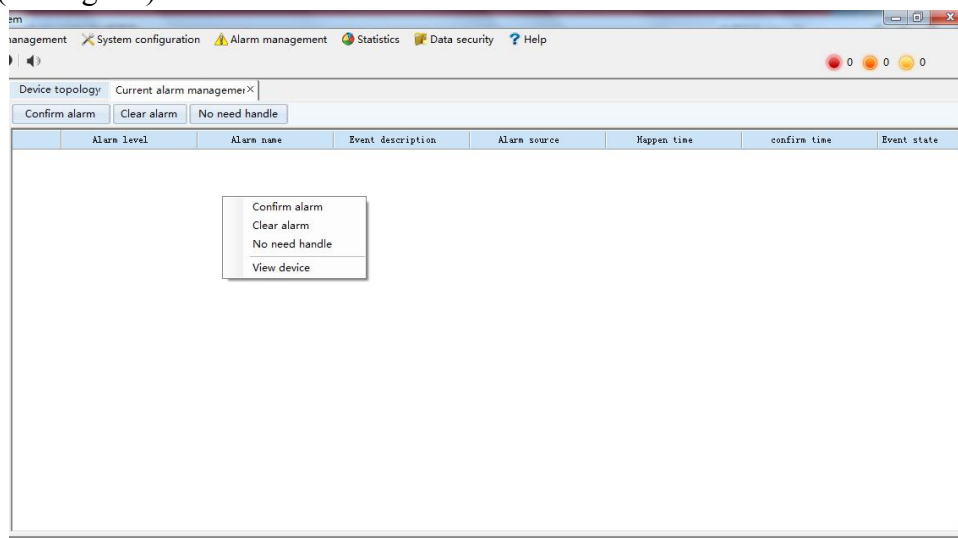 em
anagement System configuration Alarm management Statistics Data security ? Help
0 0 0
Device topology Current alarm managemer ×
Confirm alarm Clear alarm No need handle
Alarm level Alarm name Event description Alarm source Happen time confirm time Event state
Confirm alarm
Clear alarm
No need handle
View device